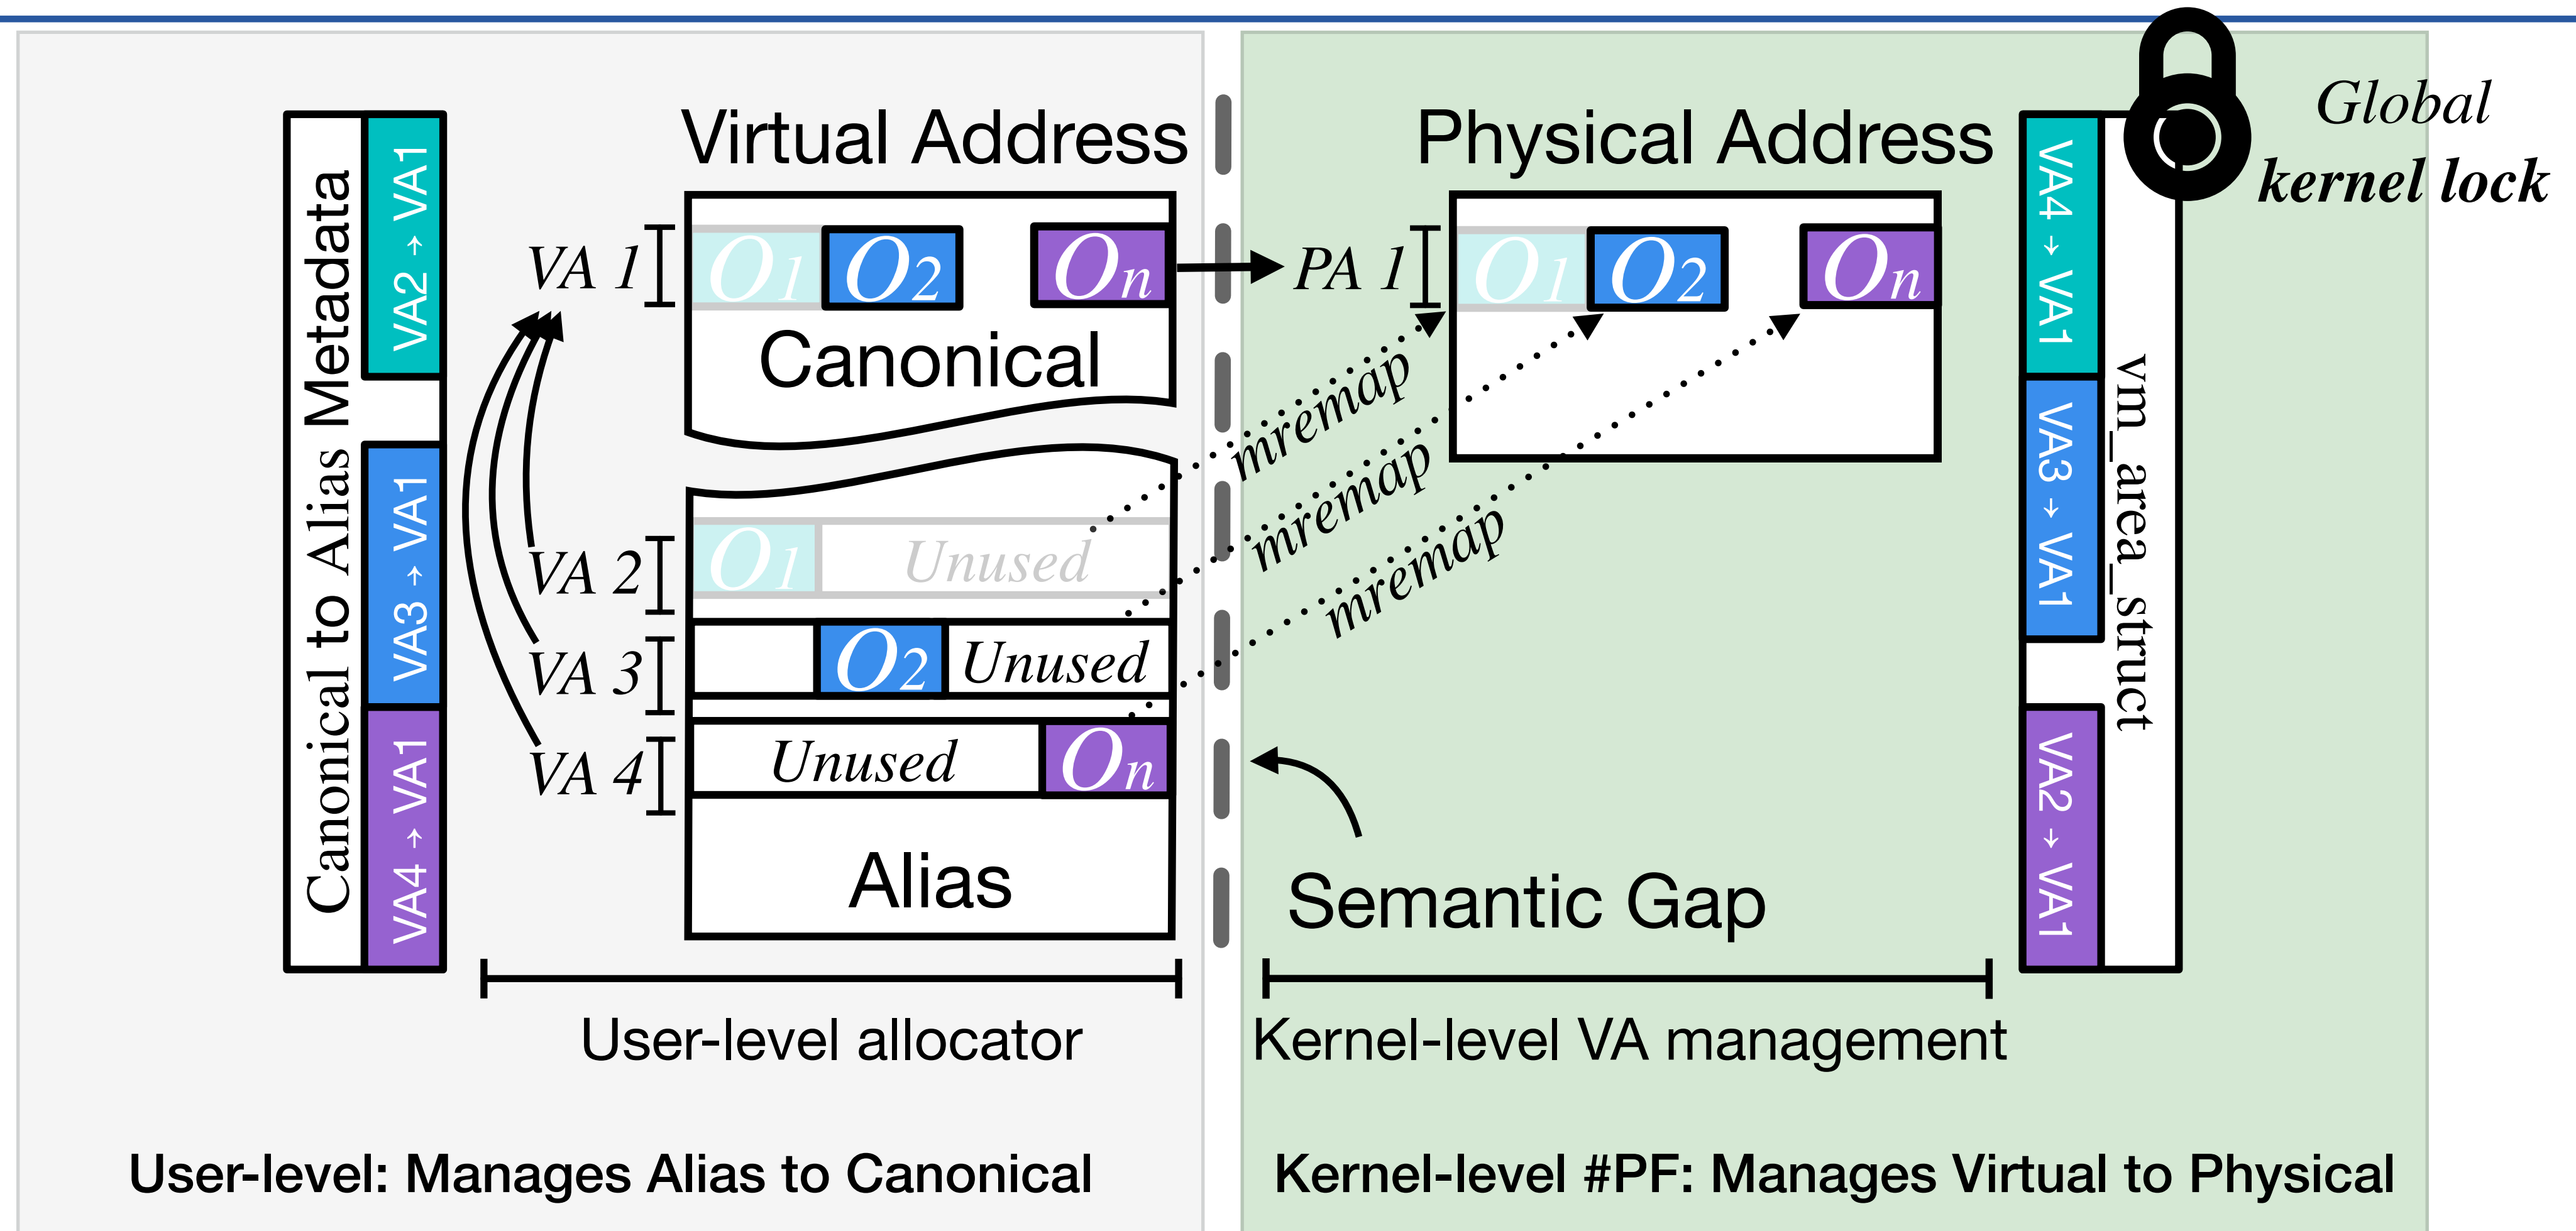 Canonical to Alias Metadata
VA2 → VA1
VA3 → VA1
VA4 → VA1
Virtual Address
VA 1
O1
O2
On
Canonical
VA 2
O1
Unused
VA 3
O2
Unused
VA 4
Unused
On
Alias
User-level allocator
User-level: Manages Alias to Canonical
Physical Address
PA 1
O1
O2
On
mremap
mremap
mremap
Semantic Gap
Kernel-level VA management
Kernel-level #PF: Manages Virtual to Physical
VA4 → VA1
VA3 → VA1
VA2 → VA1
vm_area_struct
Global
kernel lock